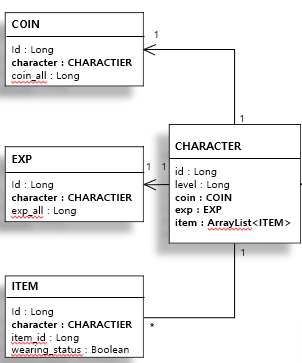 COIN
1
Id : Long
character : CHARACTIER
coin_all : Long
1
CHARACTER
EXP
1
1
id : Long
level : Long
coin : COIN
exp : EXP
item : ArrayList<ITEM>
Id : Long
character : CHARACTIER
exp_all : Long
1
ITEM
Id : Long
character : CHARACTIER
*
item_id : Long
wearing_status : Boolean